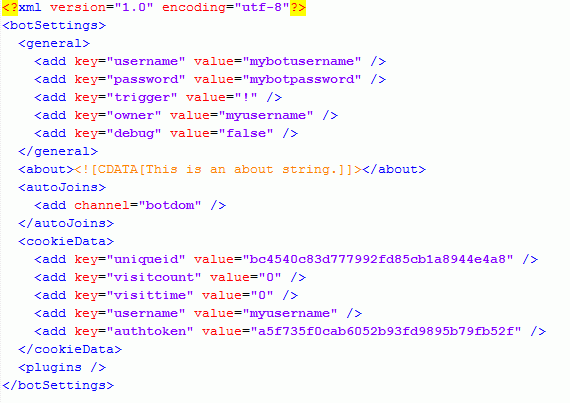 <?xml version="1.0" encoding="utf-8"?>
<botSettings>
  <general>
    <add key="username" value="mybotusername" />
    <add key="password" value="mybotpassword" />
    <add key="trigger" value="!" />
    <add key="owner" value="myusername" />
    <add key="debug" value="false" />
  </general>
  <about><![CDATA[This is an about string.]]></about>
  <autoJoins>
    <add channel="botdom" />
  </autoJoins>
  <cookieData>
    <add key="uniqueid" value="bc4540c83d777992fd85cb1a8944e4a8" />
    <add key="visitcount" value="0" />
    <add key="visittime" value="0" />
    <add key="username" value="myusername" />
    <add key="authtoken" value="a5f735f0cab6052b93fd9895b79fb52f" />
  </cookieData>
  <plugins />
</botSettings>